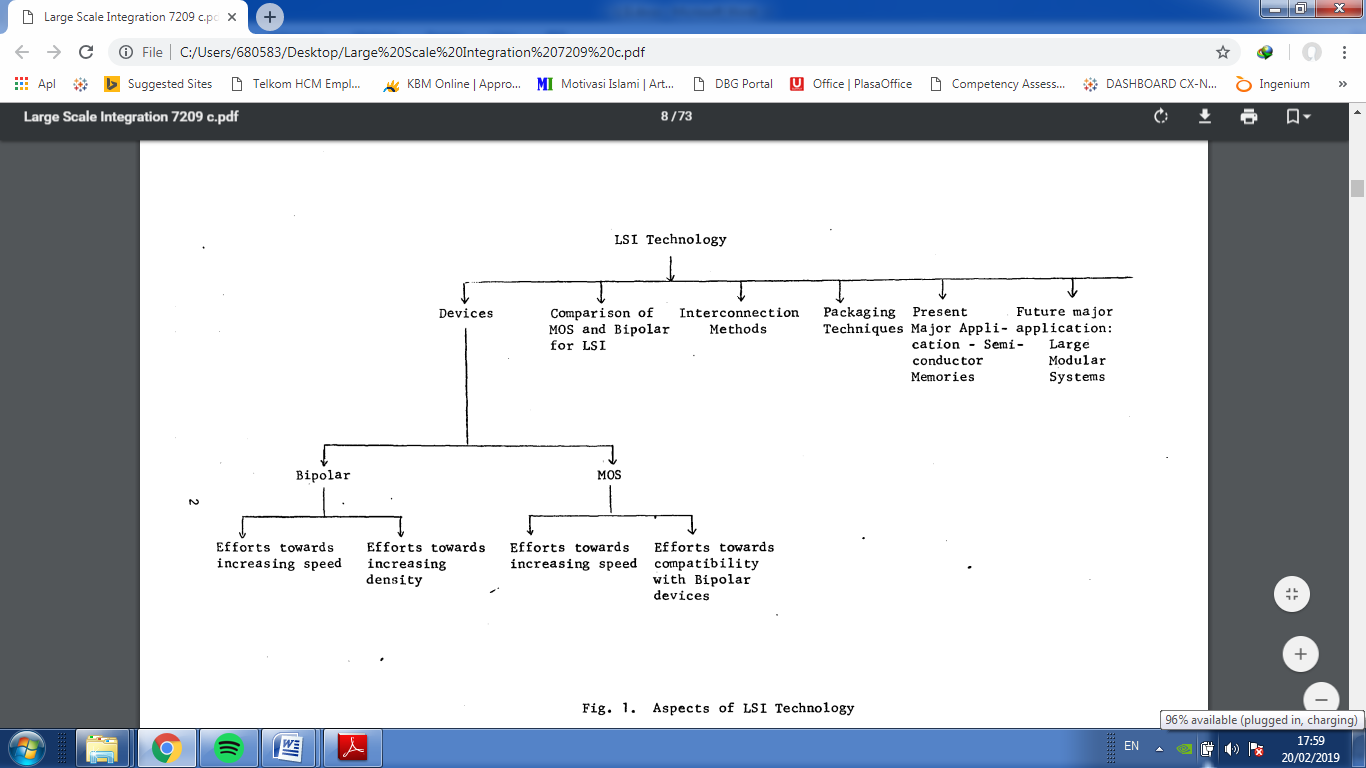 Large Scale Integration 7209 c.pd
File
C:/Users/680583/Desktop/Large%20Scale%20Integration%207209%20c.pdf
Apl
Suggested Sites
Telkom HCM Empl...
KBM Online | Appro...
Motivasi Islami | Art...
DBG Portal
Office | PlasaOffice
Competency Assess...
DASHBOARD CX-N...
Ingenium
»
Large Scale Integration 7209 c.pdf
8 / 73
LSI Technology
Devices
Comparison of
MOS and Bipolar
for LSI
Interconnection
Methods
Packaging
Techniques
Present
Major Appli-
cation - Semi-
conductor
Memories
Future major
application:
Large
Modular
Systems
Bipolar
MOS
2
Efforts towards
increasing speed
Efforts towards
increasing
density
Efforts towards
increasing speed
Efforts towards
compatibility
with Bipolar
devices
Fig. 1. Aspects of LSI Technology
96% available (plugged in, charging)
EN
17:59
20/02/2019